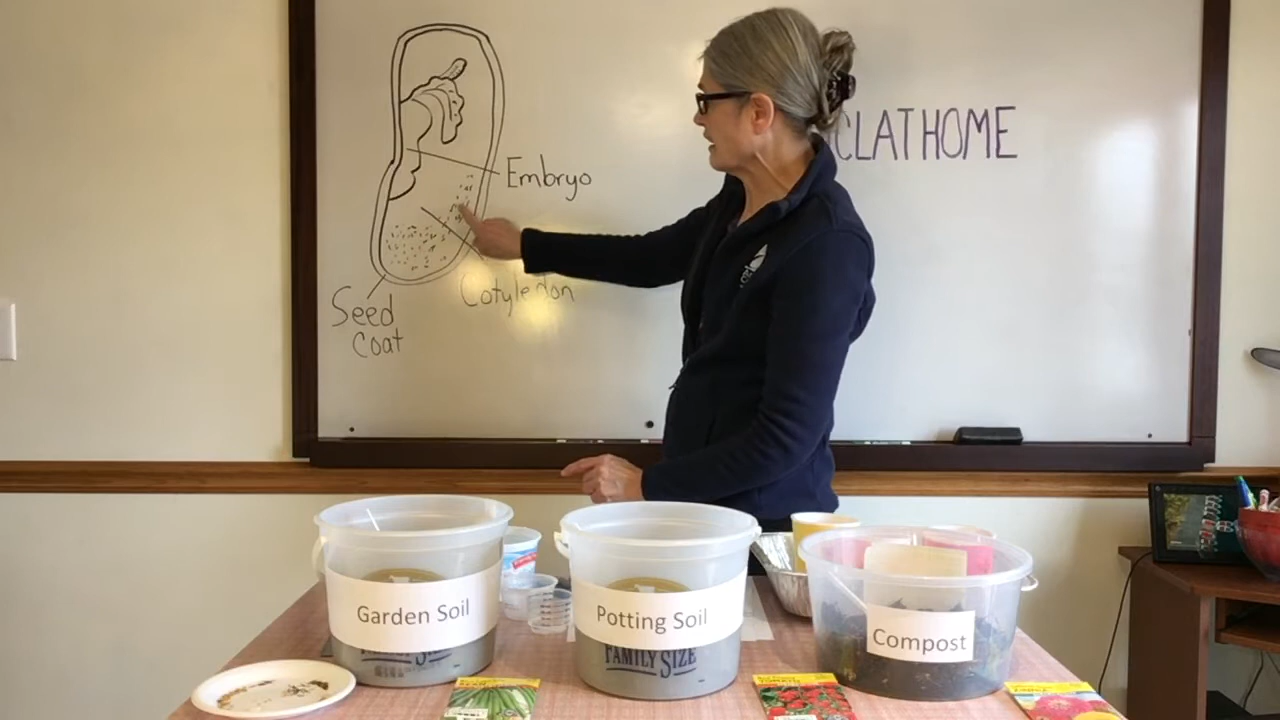 CLATHOME
Embryo
Cotyledon
Seed
Coat
Garden Soil
Potting Soil
Compost
FAMILY SIZE
FAMILY SIZE